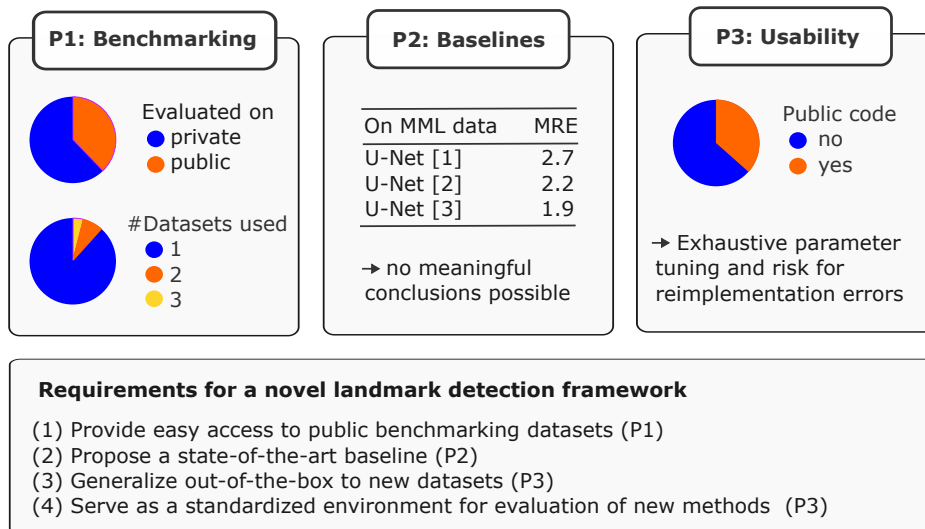 P1: Benchmarking
Evaluated on
private
public
#Datasets used
1
2
3
P2: Baselines
On MML data MRE
U-Net [1] 2.7
U-Net [2] 2.2
U-Net [3] 1.9
→ no meaningful
conclusions possible
P3: Usability
Public code
no
yes
→ Exhaustive parameter
tuning and risk for
reimplementation errors
Requirements for a novel landmark detection framework
(1) Provide easy access to public benchmarking datasets (P1)
(2) Propose a state-of-the-art baseline (P2)
(3) Generalize out-of-the-box to new datasets (P3)
(4) Serve as a standardized environment for evaluation of new methods (P3)